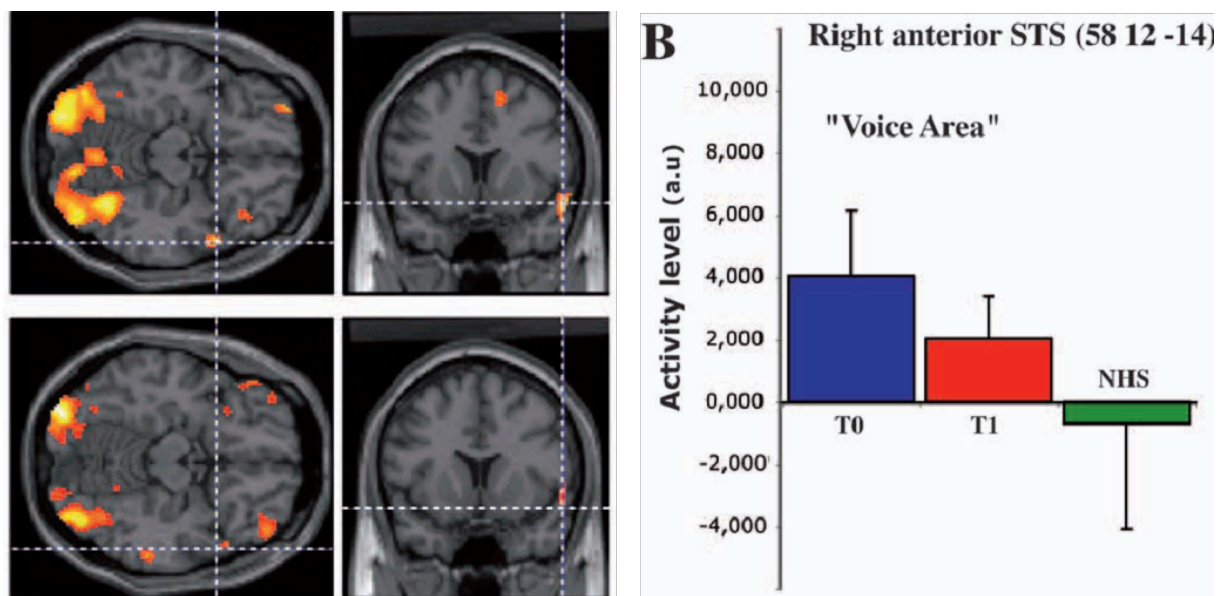 B
Right anterior STS (58 12 -14)
"Voice Area"
Activity level (a.u)
10,000
8,000
6,000
4,000
2,000
0,000
-2,000
-4,000
T0
T1
NHS